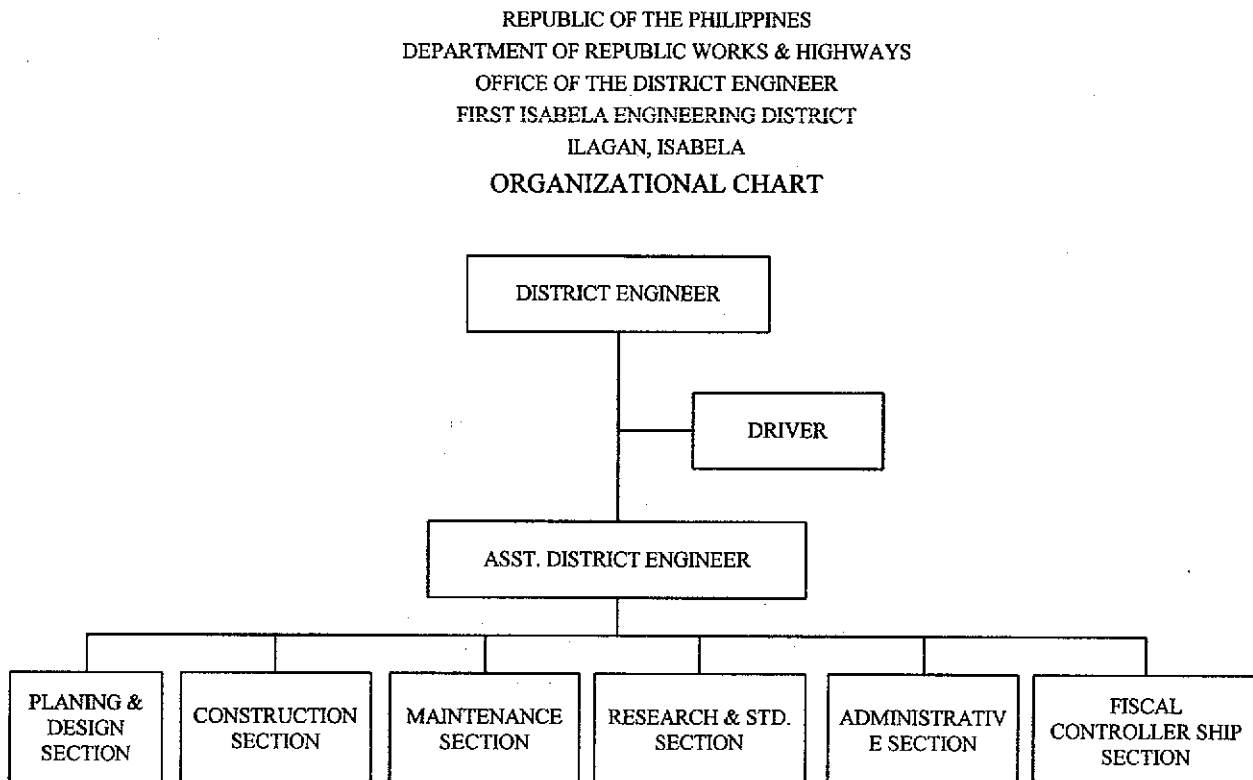 REPUBLIC OF THE PHILIPPINES
DEPARTMENT OF REPUBLIC WORKS & HIGHWAYS
OFFICE OF THE DISTRICT ENGINEER
FIRST ISABELA ENGINEERING DISTRICT
ILAGAN, ISABELA
ORGANIZATIONAL CHART
DISTRICT ENGINEER
DRIVER
ASST. DISTRICT ENGINEER
PLANING &
DESIGN
SECTION
CONSTRUCTION
SECTION
MAINTENANCE
SECTION
RESEARCH & STD.
SECTION
ADMINISTRATIV
E SECTION
FISCAL
CONTROLLER SHIP
SECTION